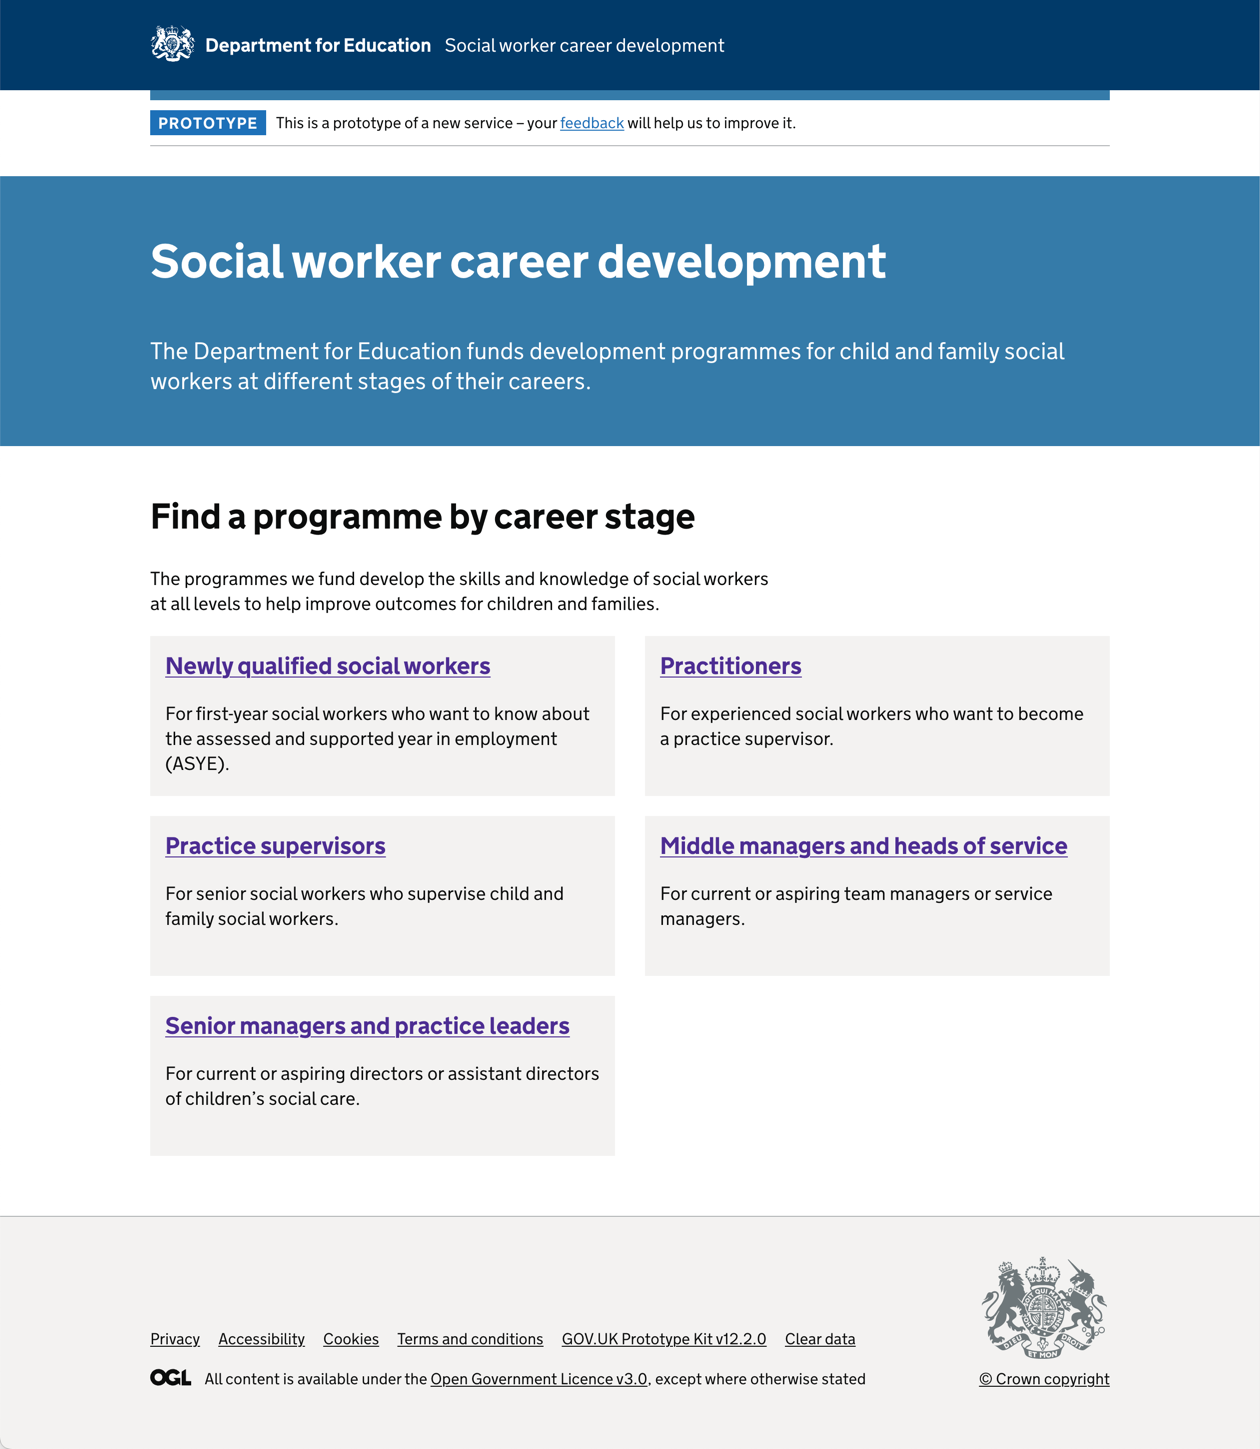 Department for Education Social worker career development
PROTOTYPE This is a prototype of a new service – your feedback will help us to improve it.
Social worker career development
The Department for Education funds development programmes for child and family social
workers at different stages of their careers.
Find a programme by career stage
The programmes we fund develop the skills and knowledge of social workers
at all levels to help improve outcomes for children and families.
Newly qualified social workers
For first-year social workers who want to know about
the assessed and supported year in employment
(ASYE).
Practitioners
For experienced social workers who want to become
a practice supervisor.
Practice supervisors
For senior social workers who supervise child and
family social workers.
Middle managers and heads of service
For current or aspiring team managers or service
managers.
Senior managers and practice leaders
For current or aspiring directors or assistant directors
of children’s social care.
Privacy Accessibility Cookies Terms and conditions GOV.UK Prototype Kit v12.2.0 Clear data
OGL All content is available under the Open Government Licence v3.0, except where otherwise stated
DIEU ET MON DROIT
© Crown copyright